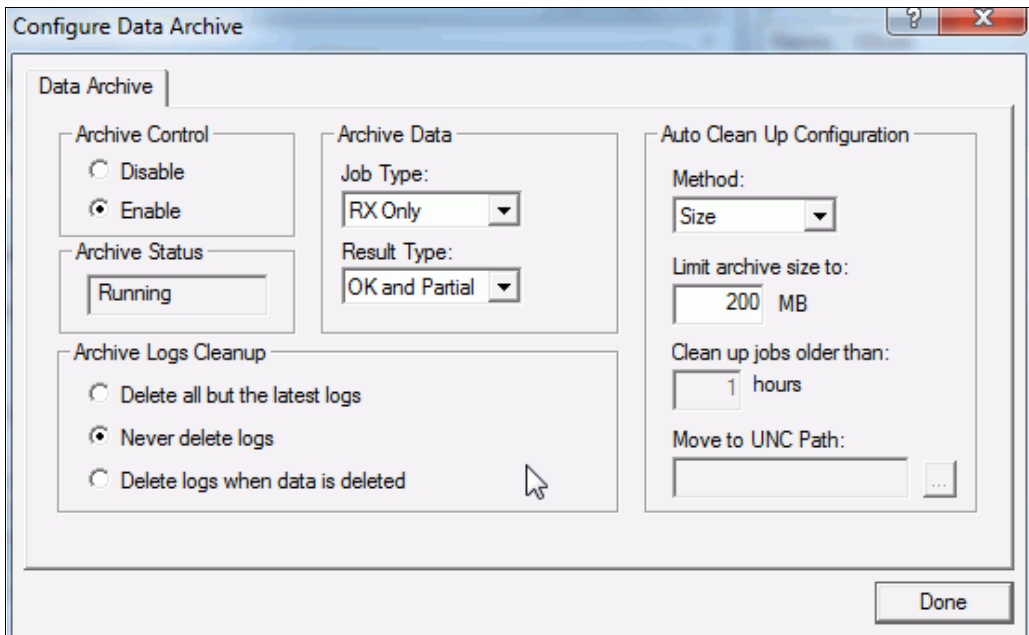 Configure Data Archive
?
X
Data Archive
Archive Control
Disable
Enable
Archive Status
Running
Archive Data
Job Type:
RX Only
Result Type:
OK and Partial
Archive Logs Cleanup
Delete all but the latest logs
Never delete logs
Delete logs when data is deleted
Auto Clean Up Configuration
Method:
Size
Limit archive size to:
200 MB
Clean up jobs older than:
1 hours
Move to UNC Path:
...
Done